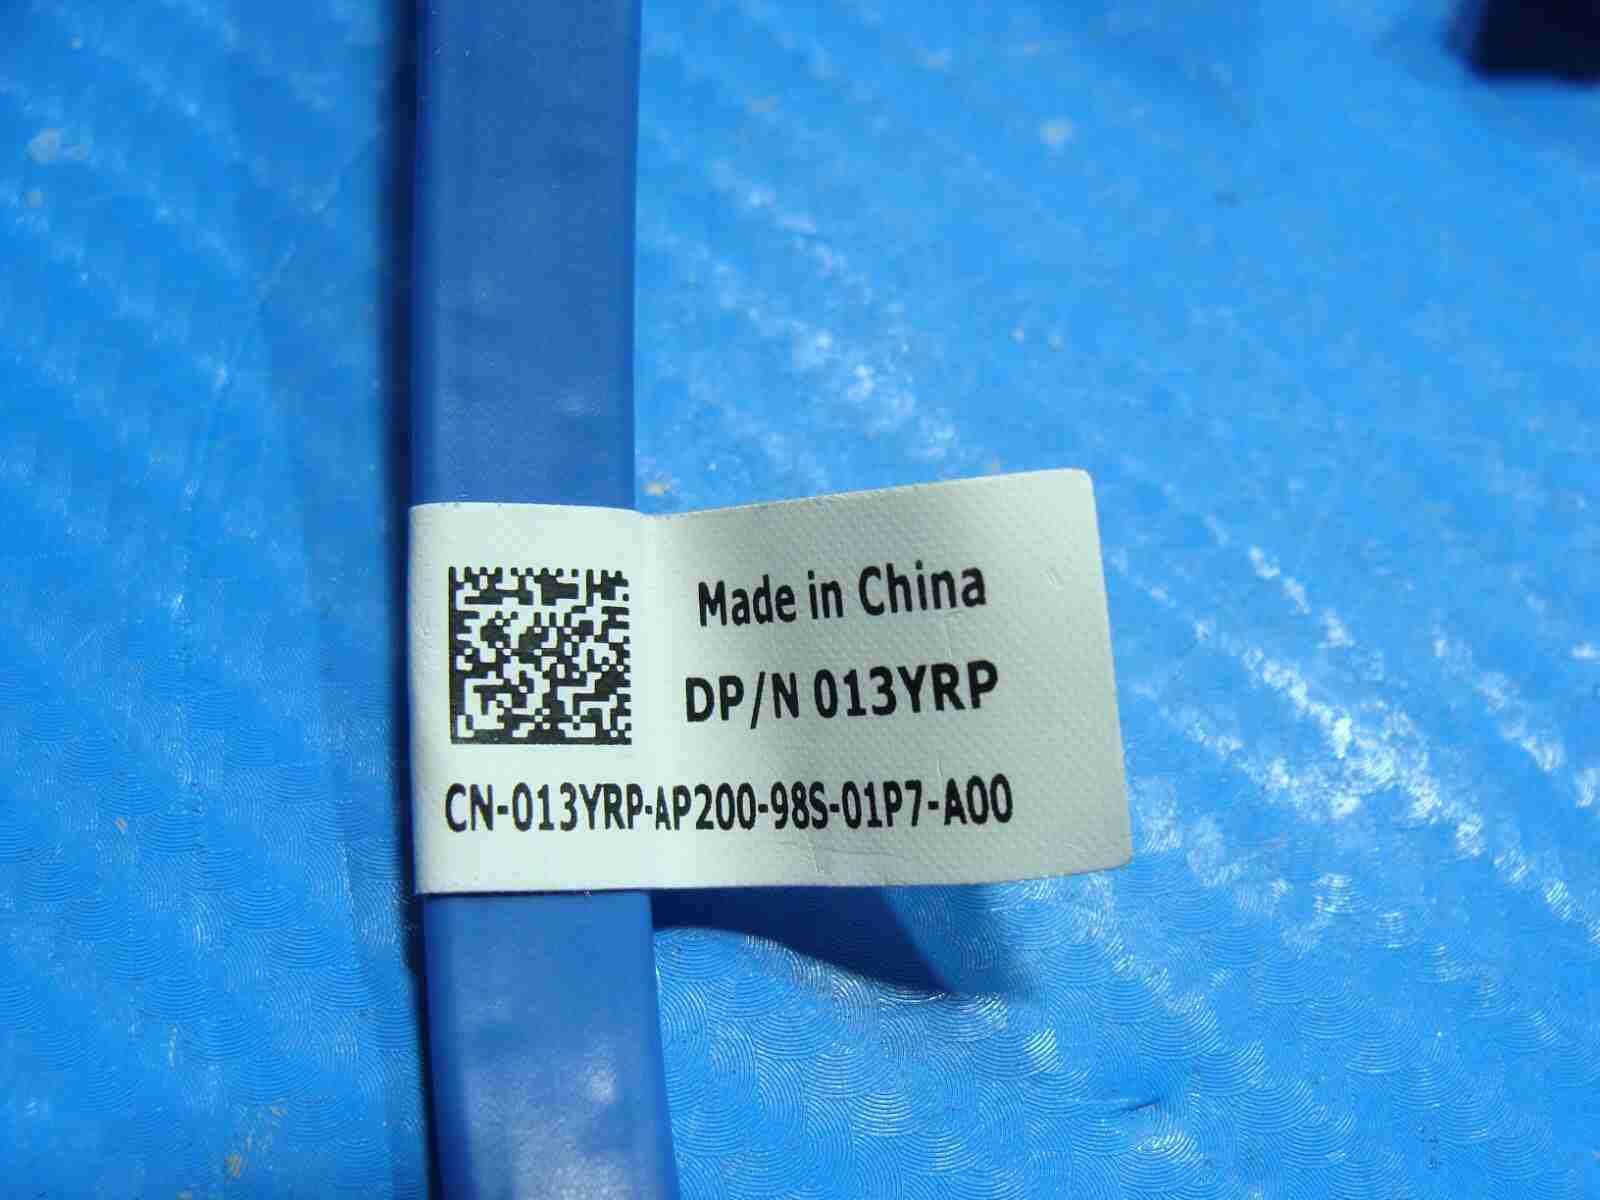 Made in China
DP/N 013YRP
CN-013YRP-AP200-98S-01P7-A00